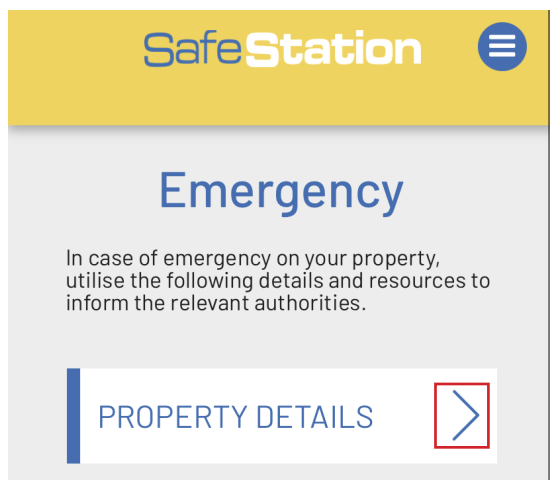 SafeStation
Emergency
In case of emergency on your property,
utilise the following details and resources to
inform the relevant authorities.
PROPERTY DETAILS